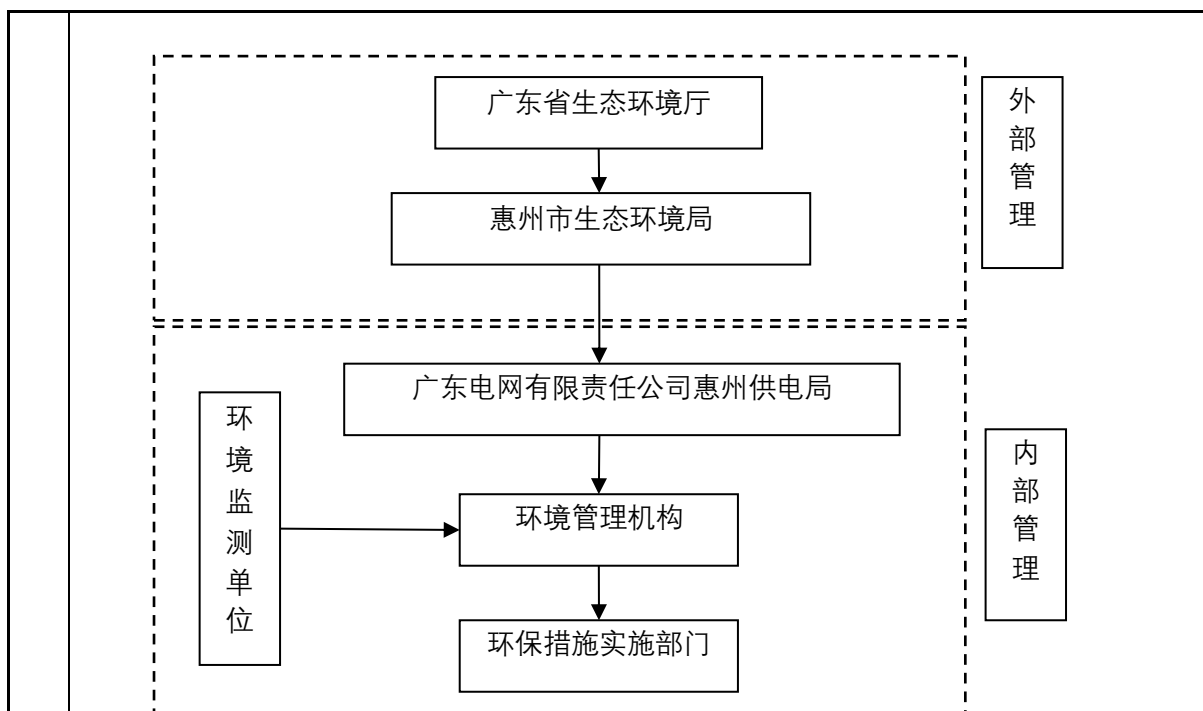 广东省生态环境厅
外部管理
惠州市生态环境局
广东电网有限责任公司惠州供电局
环境监测单位
内部管理
环境管理机构
环保措施实施部门